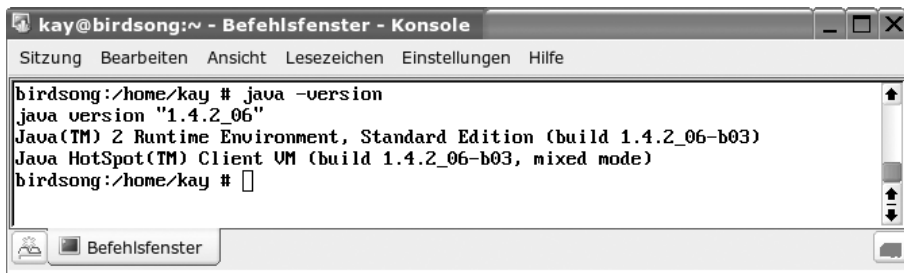 kay@birdsong:~ - Befehlsfenster - Konsole
Sitzung Bearbeiten Ansicht Lesezeichen Einstellungen Hilfe
birdsong:/home/kay # java -version
java version "1.4.2_06"
Java(TM) 2 Runtime Environment, Standard Edition (build 1.4.2_06-b03)
Java HotSpot(TM) Client VM (build 1.4.2_06-b03, mixed mode)
birdsong:/home/kay #
Befehlsfenster